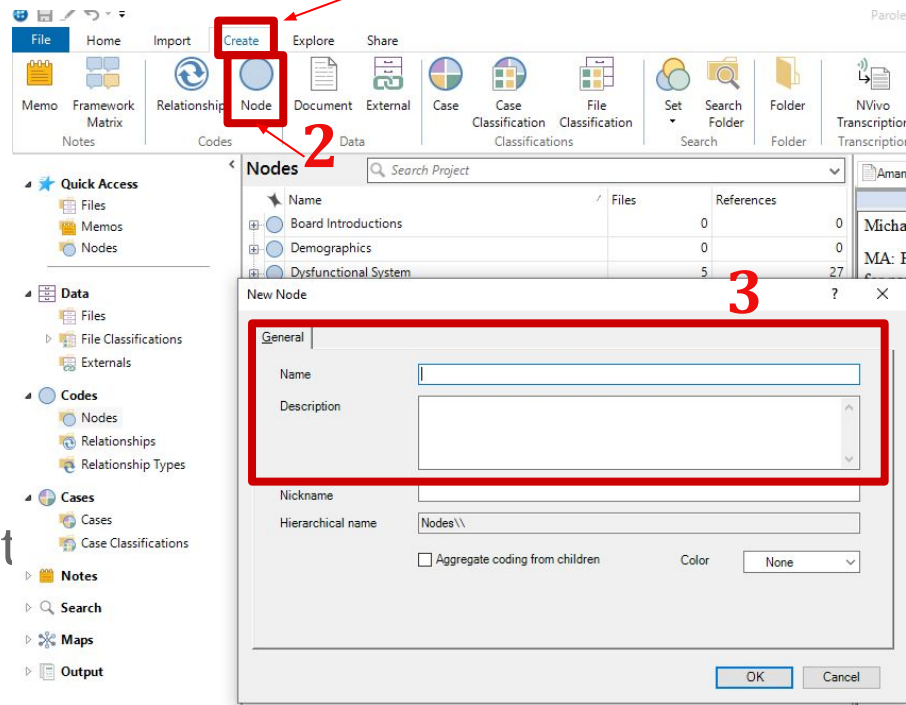 Parole
File Home Import Create Explore Share
Memo Framework Matrix Relationship Node Document External Case Case Classification File Classification Set Search Folder Folder NVivo Transcription
Notes Codes Data Classifications Search Folder Transcription
2
Nodes Search Project
Quick Access
Files
Memos
Nodes
Name Files References
Board Introductions 0 0
Demographics 0 0
Dysfunctional System 5 27
Aman
Micha
MA: F
Data
Files
File Classifications
Externals
Codes
Nodes
Relationships
Relationship Types
Cases
Cases
Case Classifications
t
Notes
Search
Maps
Output
New Node ?
3
General
Name
Description
Nickname
Hierarchical name Nodes\\
Aggregate coding from children Color None
OK Cancel